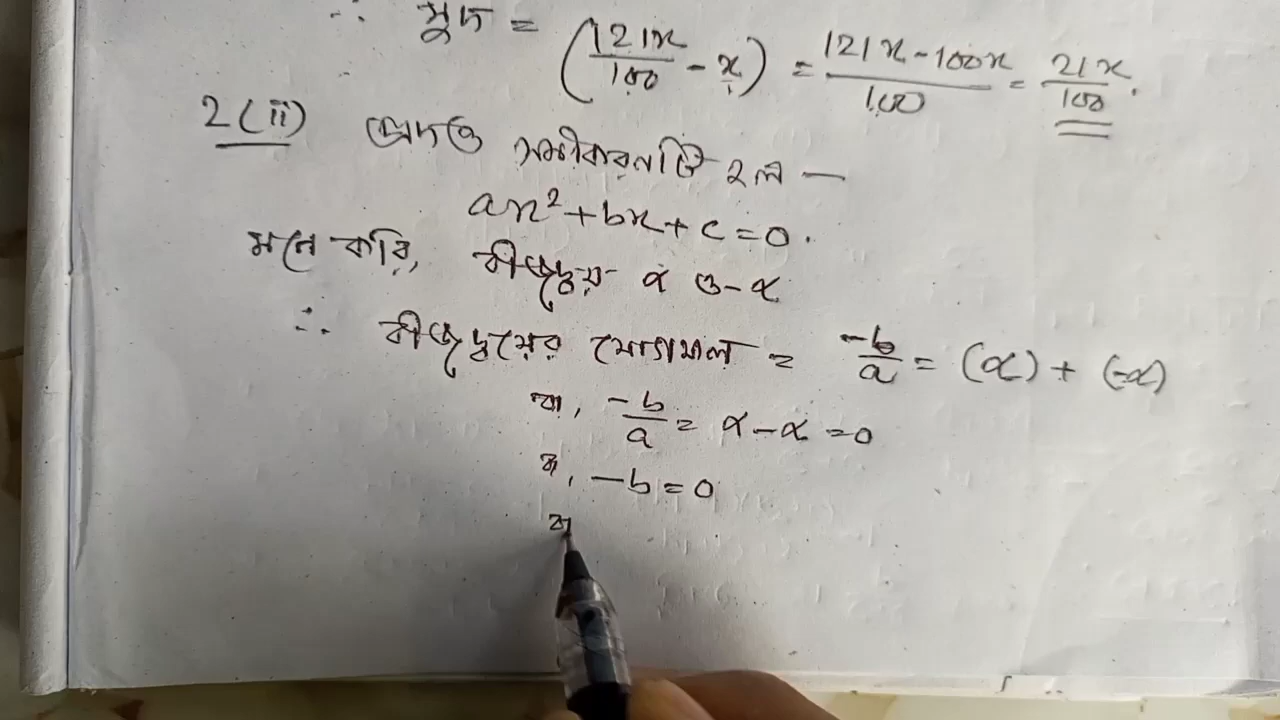 ∴ সুদ = (121x/100 - x) = 121x-100x/100 = 21x/100.
2(ii) প্রদত্ত সমীকরনটি হল —
ax²+bx+c=0.
মনে করি, বীজদ্বয় α ও -α
∴ বীজদ্বয়ের যোগফল = -b/a = (α) + (-α)
বা, -b/a = α-α=0
বা, -b=0
বা